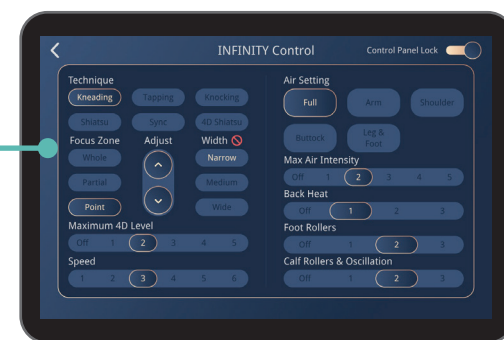 INFINITY Control
Control Panel Lock
Technique
Kneading Tapping Knocking
Shiatsu Sync 4D Shiatsu
Focus Zone Adjust Width
Whole Narrow
Partial Medium
Point Wide
Maximum 4D Level
Off 1 2 3 4 5
Speed
1 2 3 4 5 6
Air Setting
Full Arm Shoulder
Buttock Leg &
Foot
Max Air Intensity
Off 1 2 3 4 5
Back Heat
Off 1 2 3
Foot Rollers
Off 1 2 3
Calf Rollers & Oscillation
Off 1 2 3